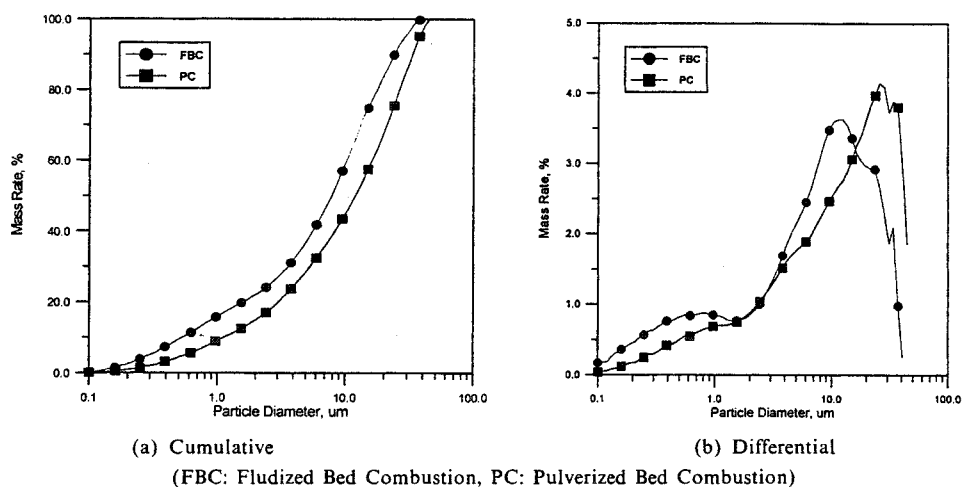 100.0
80.0
60.0
40.0
20.0
0.0
Mass Rate, %
FBC
PC
0.1
1.0
10.0
100.0
Particle Diameter, um
(a) Cumulative
5.0
4.0
3.0
2.0
1.0
0.0
Mass Rate, %
FBC
PC
0.1
1.0
10.0
100.0
Particle Diameter, um
(b) Differential
(FBC: Fludized Bed Combustion, PC: Pulverized Bed Combustion)